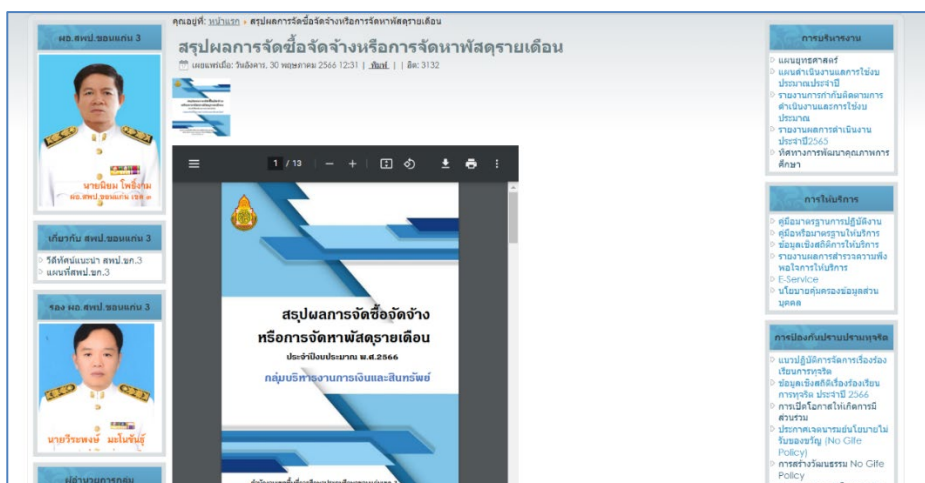 คุณอยู่ที่: หน้าแรก สรุปผลการจัดซื้อจัดจ้างหรือการจัดหาพัสดุรายเดือน
ผอ.สพป.ขอนแก่น 3
นายนิยม โพธิ์งาม
ผอ.สพป.ขอนแก่น เขต ๓
เกี่ยวกับ สพป.ขอนแก่น 3
วีดีทัศน์แนะนำ สพป.ขก.3
แผนที่สพป.ขก.3
รอง ผอ.สพป.ขอนแก่น 3
นายวีระพงษ์ มะโนขันธุ์
ผู้อำนวยการกลุ่ม
สรุปผลการจัดซื้อจัดจ้างหรือการจัดหาพัสดุรายเดือน
เผยแพร่เมื่อ: วันอังคาร, 30 พฤษภาคม 2566 12:31 | พิมพ์ | | ฮิต: 3132
1 / 13
สรุปผลการจัดซื้อจัดจ้าง
หรือการจัดหาพัสดุรายเดือน
ประจำปีงบประมาณ พ.ศ.2566
กลุ่มบริหารงานการเงินและสินทรัพย์
การบริหารงาน
แผนยุทธศาสตร์
แผนดำเนินงานแลการใช้งบ
ประมาณประจำปี
รายงานการกำกับติดตามการ
ดำเนินงานและการใช้งบ
ประมาณ
รายงานผลการดำเนินงาน
ประจำปี2565
ทิศทางการพัฒนาคุณภาพการ
ศึกษา
การให้บริการ
คู่มือมาตรฐานการปฏิบัติงาน
คู่มือหรือมาตรฐานให้บริการ
ข้อมูลเชิงสถิติการให้บริการ
รายงานผลการสำรวจความพึง
พอใจการให้บริการ
E-Service
นโยบายคุ้มครองข้อมูลส่วน
บุคคล
การป้องกันปราบปรามทุจริต
แนวปฏิบัติการจัดการเรื่องร้อง
เรียนการทุจริต
ข้อมูลเชิงสถิติเรื่องร้องเรียน
การทุจริต ประจำปี 2566
การเปิดโอกาสให้เกิดการมี
ส่วนรวม
ประกาศเจตนารมย์นโยบายไม่
รับของขวัญ (No Gife
Policy)
การสร้างวัฒนธรรม No Gife
Policy